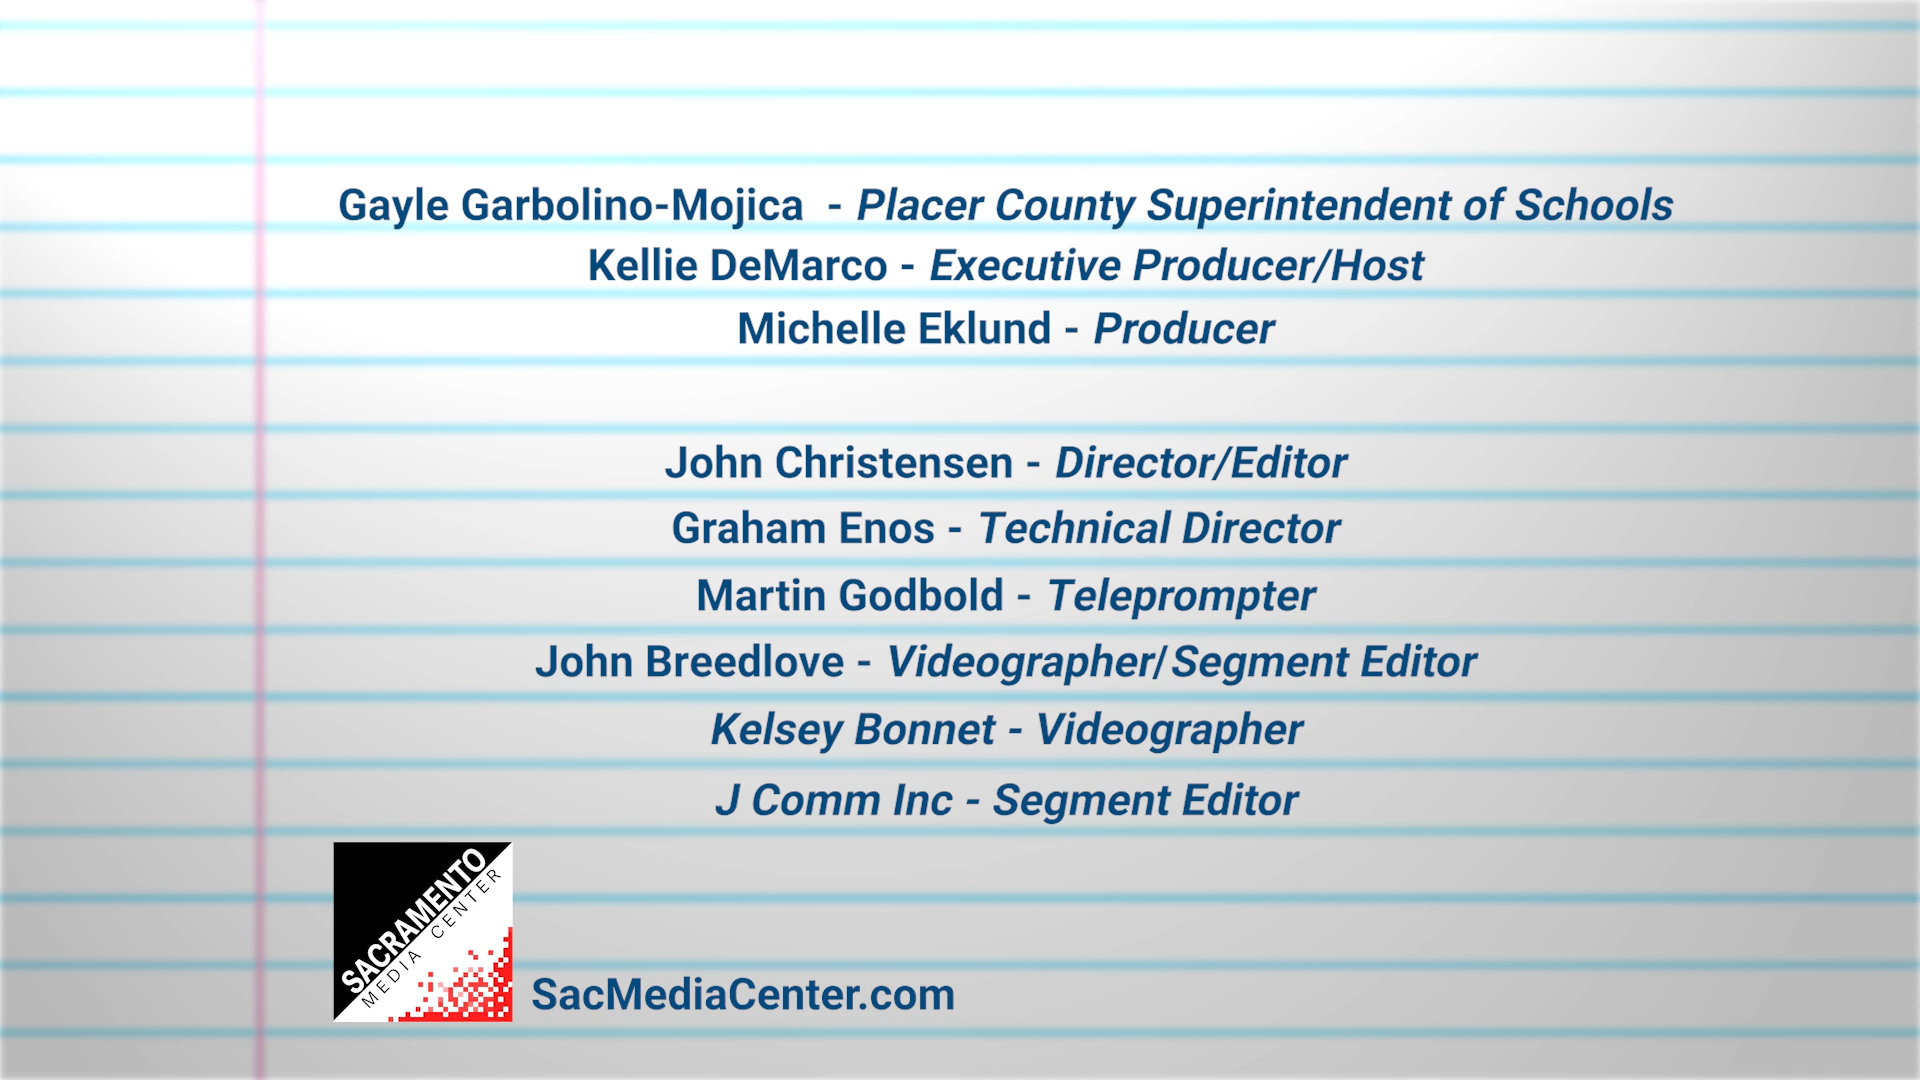 Gayle Garbolino-Mojica - Placer County Superintendent of Schools
Kellie DeMarco - Executive Producer/Host
Michelle Eklund - Producer
John Christensen - Director/Editor
Graham Enos - Technical Director
Martin Godbold - Teleprompter
John Breedlove - Videographer/Segment Editor
Kelsey Bonnet - Videographer
J Comm Inc - Segment Editor
SACRAMENTO
MEDIA CENTER
SacMediaCenter.com